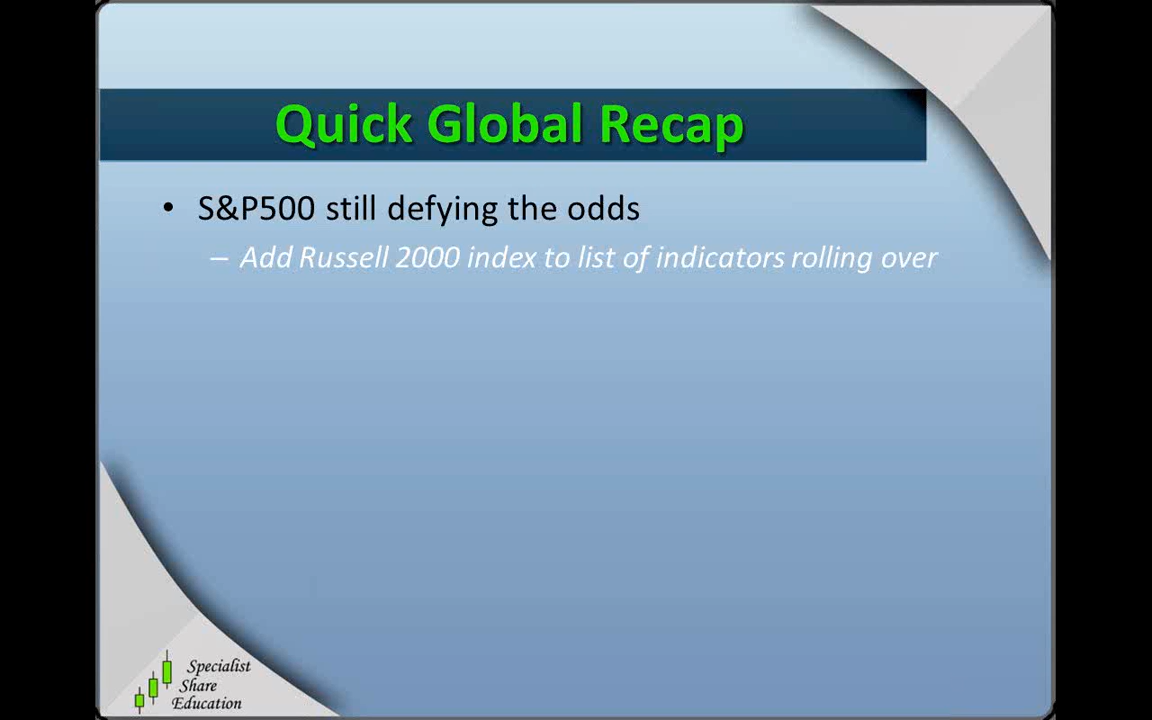 Quick Global Recap
• S&P500 still defying the odds
– Add Russell 2000 index to list of indicators rolling over
Specialist
Share
Education